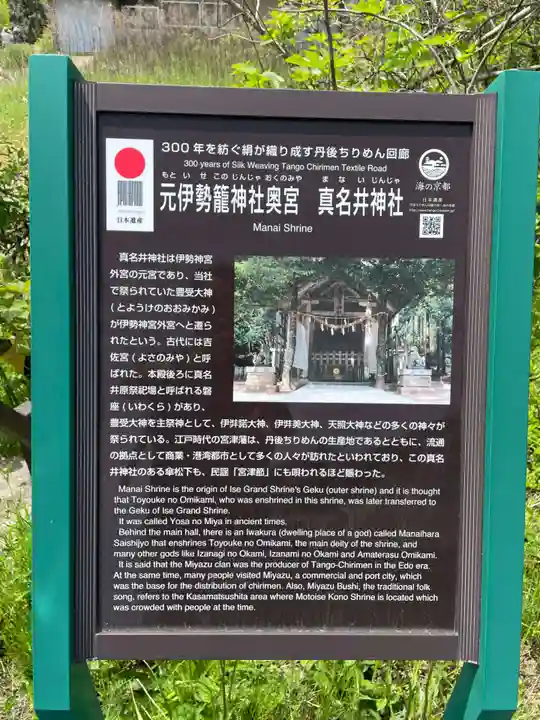 300年を紡ぐ絹が織り成す丹後ちりめん回廊
300 years of Silk Weaving Tango Chirimen Textile Road
日本遺産
もと い せ この じんじゃ おくのみや ま な い じんじゃ
元伊勢籠神社奥宮 真名井神社
Manai Shrine
海の京都
日本遺産
真名井神社は伊勢神宮
外宮の元宮であり、当社
で祭られていた豊受大神
(とようけのおおみかみ)
が伊勢神宮外宮へと遷ら
れたという。古代には吉
佐宮(よさのみや)と呼
ばれた。本殿後ろに真名
井原祭祀場と呼ばれる磐
座(いわくら)があり、
豊受大神を主祭神として、伊弉諾大神、伊弉美大神、天照大神などの多くの神々が
祭られている。江戸時代の宮津藩は、丹後ちりめんの生産地であるとともに、流通
の拠点として商業・港湾都市として多くの人々が訪れたといわれており、この真名
井神社のある傘松下も、民謡「宮津節」にも唄われるほど賑わった。
Manai Shrine is the origin of Ise Grand Shrine's Geku (outer shrine) and it is thought
that Toyouke no Omikami, who was enshrined in this shrine, was later transferred to
the Geku of Ise Grand Shrine.
It was called Yosa no Miya in ancient times.
Behind the main hall, there is an Iwakura (dwelling place of a god) called Manaihara
Saishijyo that enshrines Toyouke no Omikami, the main deity of the shrine, and
many other gods like Izanagi no Okami, Izanami no Okami and Amaterasu Omikami.
It is said that the Miyazu clan was the producer of Tango-Chirimen in the Edo era.
At the same time, many people visited Miyazu, a commercial and port city, which
was the base for the distribution of chirimen. Also, Miyazu Bushi, the traditional folk
song, refers to the Kasamatsushita area where Motoise Kono Shrine is located which
was crowded with people at the time.